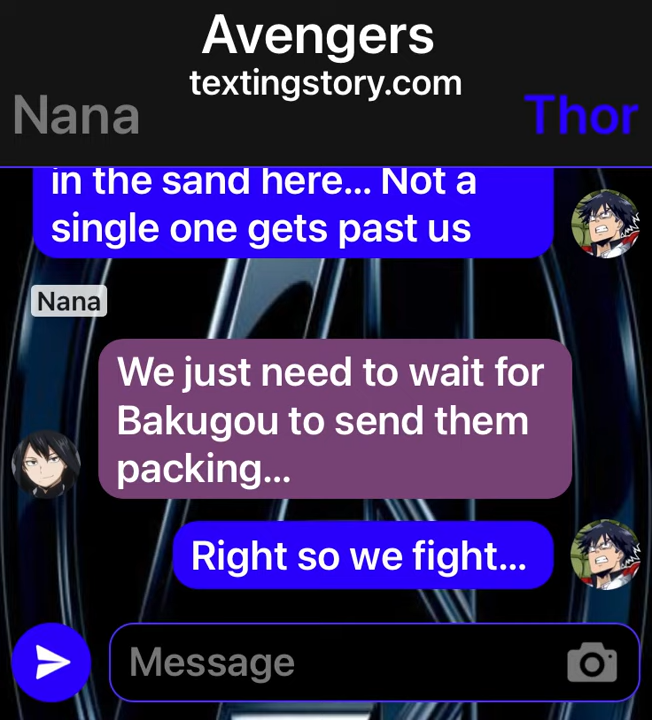 Avengers
textingstory.com
Nana
Thor
in the sand here... Not a
single one gets past us
Nana
We just need to wait for
Bakugou to send them
packing...
Right so we fight...
Message